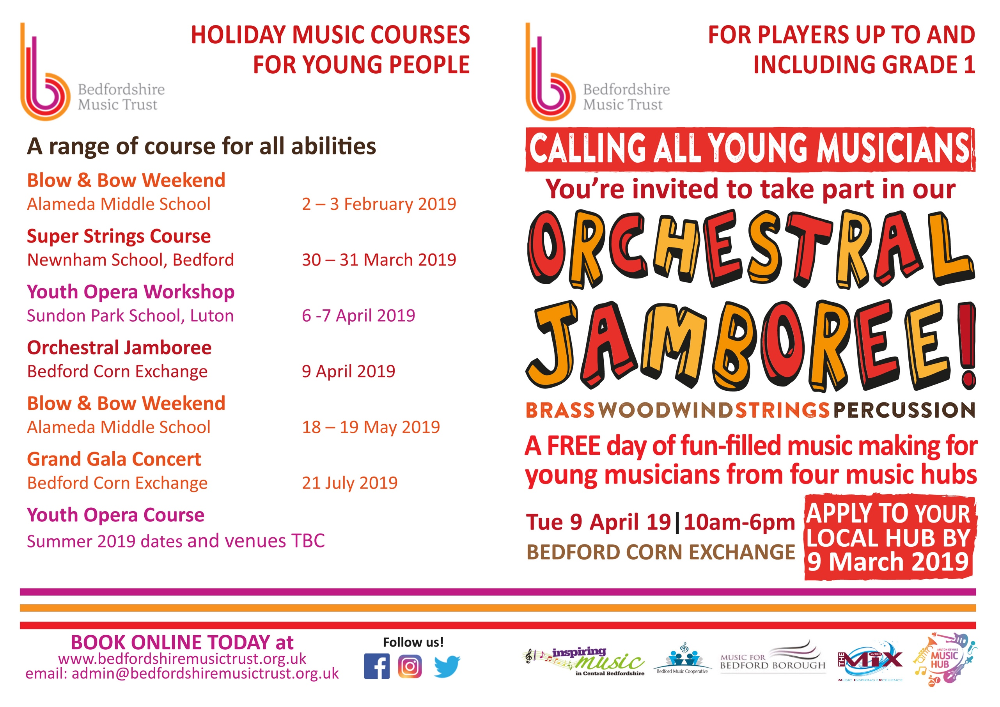 HOLIDAY MUSIC COURSES
FOR YOUNG PEOPLE
Bedfordshire
Music Trust
A range of course for all abilities
Blow & Bow Weekend
Alameda Middle School 2 – 3 February 2019
Super Strings Course
Newnham School, Bedford 30 – 31 March 2019
Youth Opera Workshop
Sundon Park School, Luton 6 -7 April 2019
Orchestral Jamboree
Bedford Corn Exchange 9 April 2019
Blow & Bow Weekend
Alameda Middle School 18 – 19 May 2019
Grand Gala Concert
Bedford Corn Exchange 21 July 2019
Youth Opera Course
Summer 2019 dates and venues TBC
BOOK ONLINE TODAY at
www.bedfordshiremusictrust.org.uk
email: admin@bedfordshiremusictrust.org.uk
Follow us!
FOR PLAYERS UP TO AND
INCLUDING GRADE 1
Bedfordshire
Music Trust
CALLING ALL YOUNG MUSICIANS
You're invited to take part in our
ORCHESTRAL
JAMBOREE!
BRASS WOODWIND STRINGS PERCUSSION
A FREE day of fun-filled music making for
young musicians from four music hubs
Tue 9 April 19|10am-6pm
BEDFORD CORN EXCHANGE
APPLY TO YOUR
LOCAL HUB BY
9 March 2019
inspiring
music
in Central Bedfordshire
Bedford Music Cooperative
MUSIC FOR
BEDFORD BOROUGH
THE
LUTON
MiX
MUSIC INSPIRING EXCELLENCE
MILTON KEYNES
MUSIC
HUB